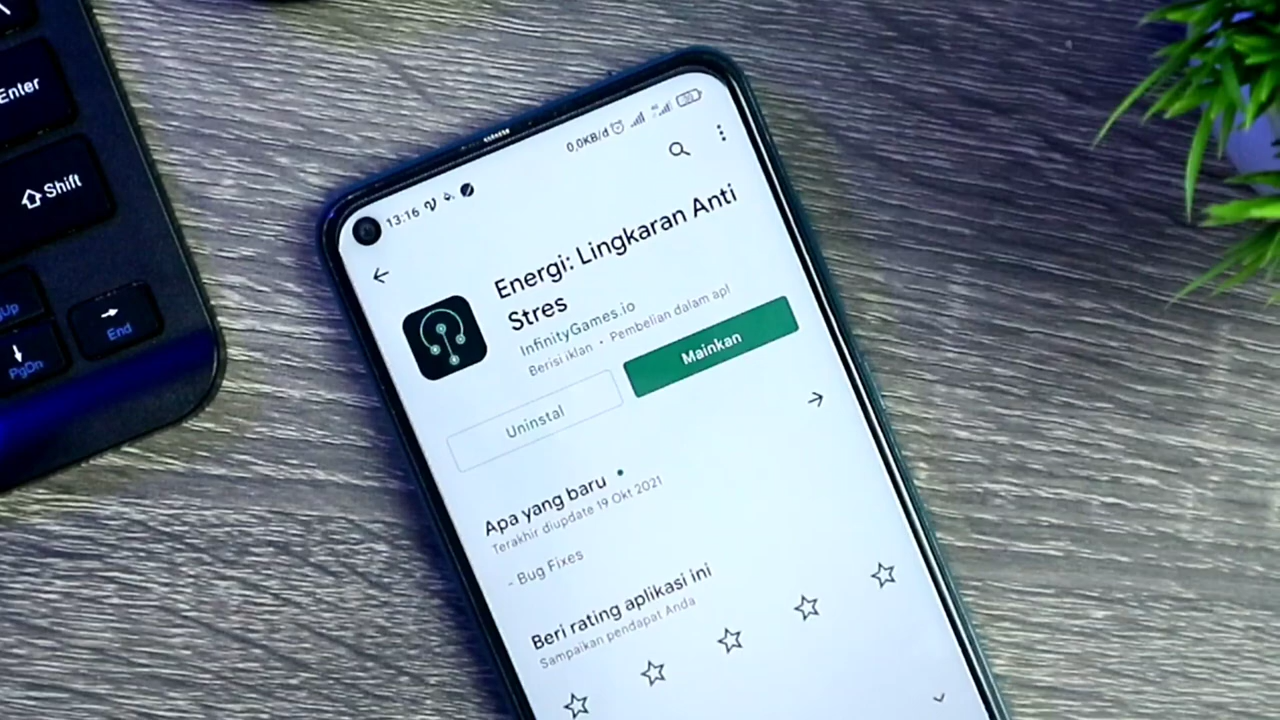 Enter
Shift
End
PgDn
13:16
0,0KB/d
Energi: Lingkaran Anti
Stres
InfinityGames.io
Berisi iklan • Pembelian dalam apl
Uninstal
Mainkan
Apa yang baru •
Terakhir diupdate 19 Okt 2021
- Bug Fixes
Beri rating aplikasi ini
Sampaikan pendapat Anda